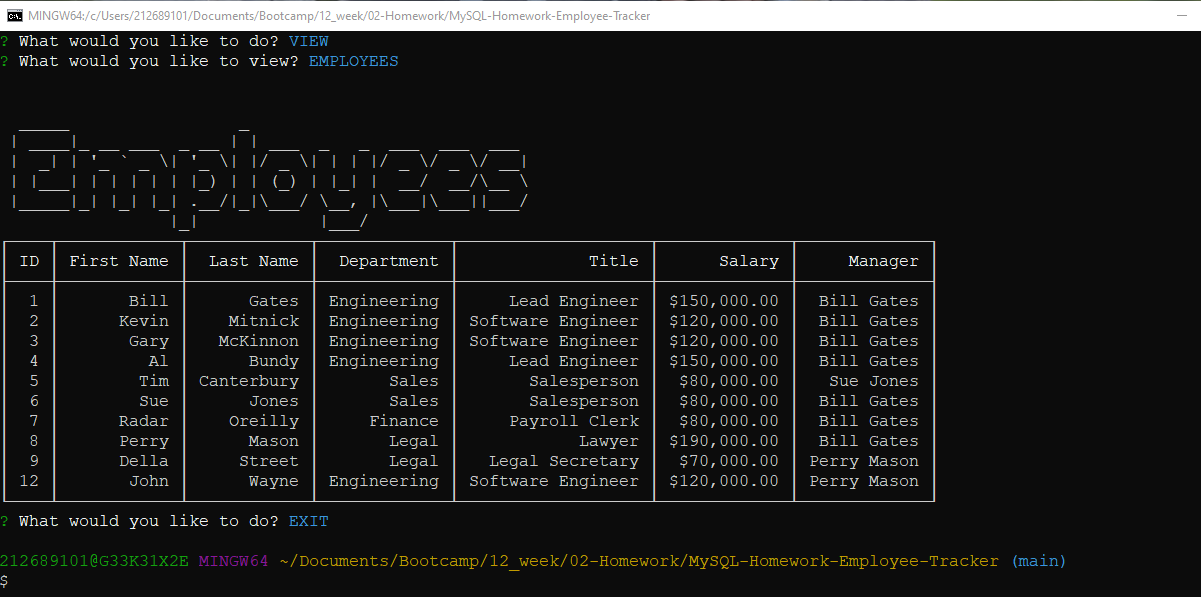 MINGW64:/c/Users/212689101/Documents/Bootcamp/12_week/02-Homework/MySQL-Homework-Employee-Tracker
? What would you like to do? VIEW
? What would you like to view? EMPLOYEES
Employees
ID First Name Last Name Department Title Salary Manager
1 Bill Gates Engineering Lead Engineer $150,000.00 Bill Gates
2 Kevin Mitnick Engineering Software Engineer $120,000.00 Bill Gates
3 Gary McKinnon Engineering Software Engineer $120,000.00 Bill Gates
4 Al Bundy Engineering Lead Engineer $150,000.00 Bill Gates
5 Tim Canterbury Sales Salesperson $80,000.00 Sue Jones
6 Sue Jones Sales Salesperson $80,000.00 Bill Gates
7 Radar Oreilly Finance Payroll Clerk $80,000.00 Bill Gates
8 Perry Mason Legal Lawyer $190,000.00 Bill Gates
9 Della Street Legal Legal Secretary $70,000.00 Perry Mason
12 John Wayne Engineering Software Engineer $120,000.00 Perry Mason
? What would you like to do? EXIT
212689101@G33K31X2E MINGW64 ~/Documents/Bootcamp/12_week/02-Homework/MySQL-Homework-Employee-Tracker (main)
$